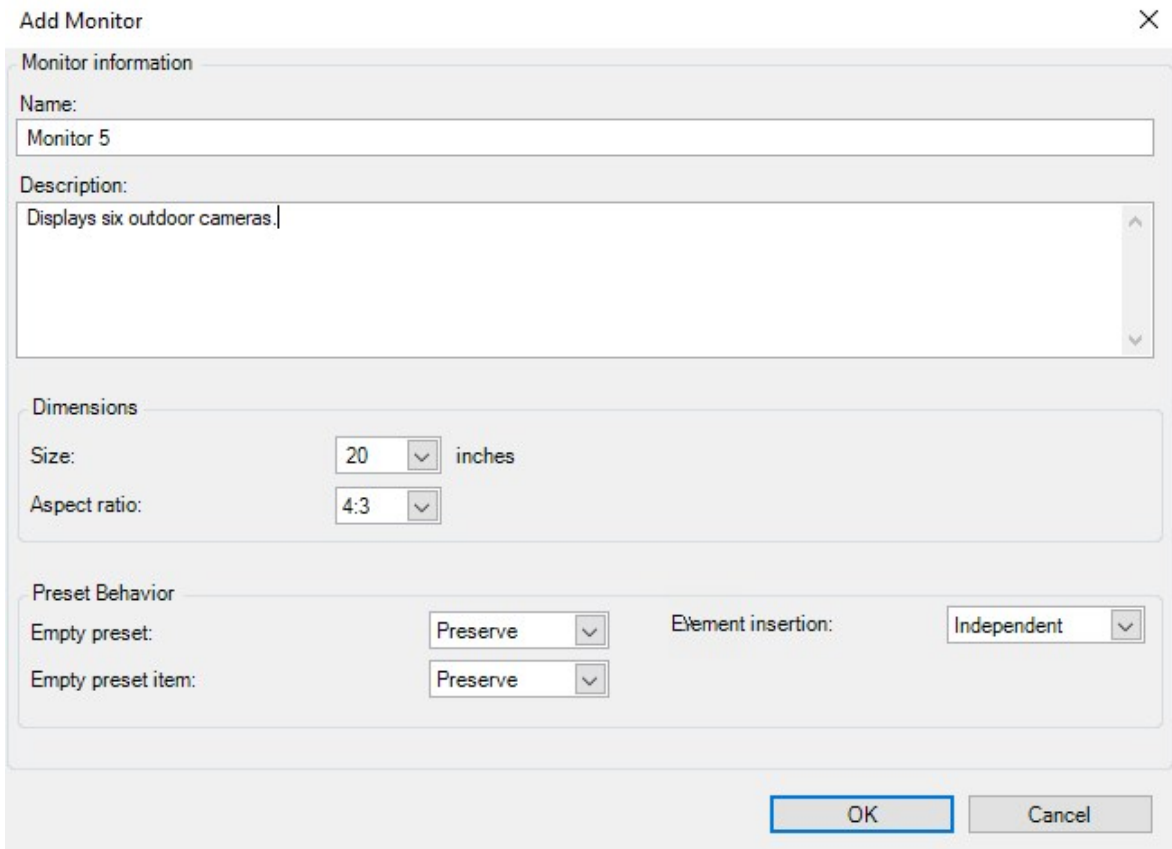 Add Monitor
Monitor information
Name:
Monitor 5
Description:
Displays six outdoor cameras.
Dimensions
Size: 20 inches
Aspect ratio: 4:3
Preset Behavior
Empty preset: Preserve Element insertion: Independent
Empty preset item: Preserve
OK Cancel